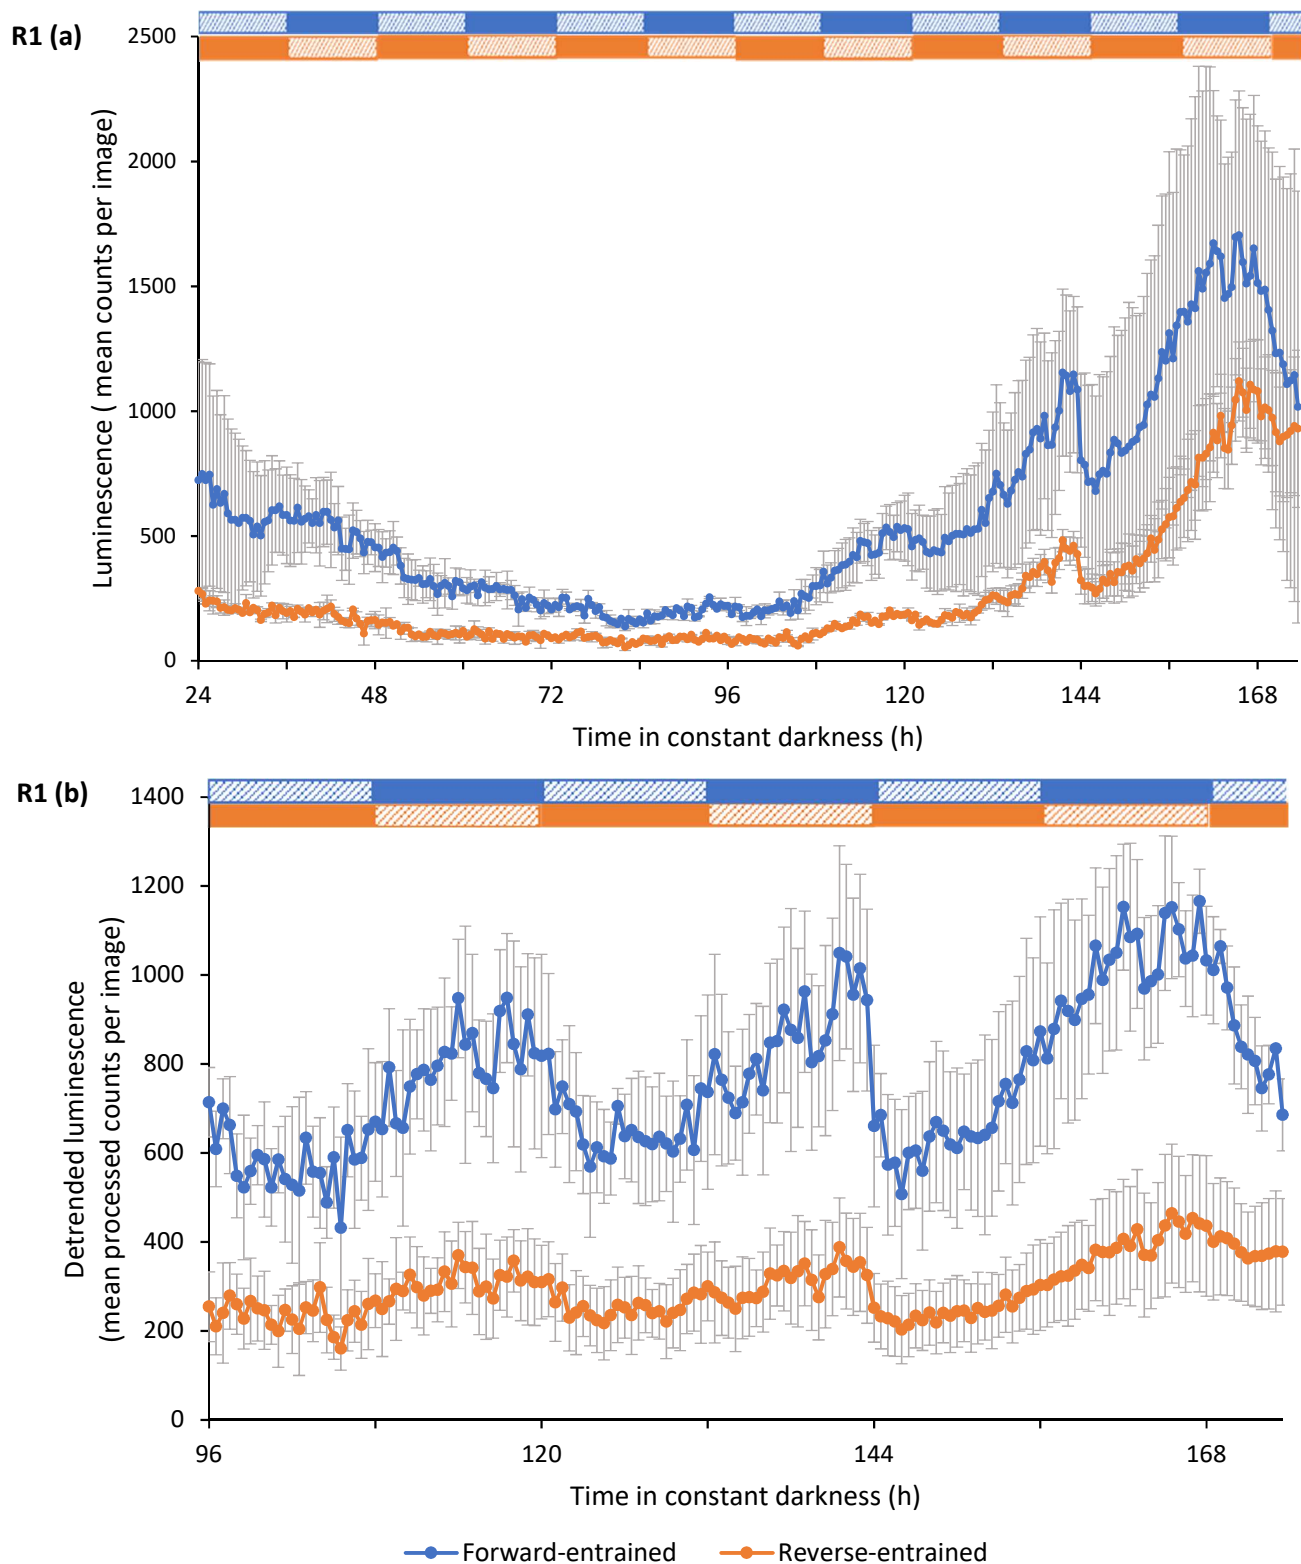 R1 (a)
2500
2000
1500
1000
500
0
Luminescence ( mean counts per image)
24 48 72 96 120 144 168
Time in constant darkness (h)
R1 (b)
1400
1200
1000
800
600
400
200
0
Detrended luminescence
(mean processed counts per image)
96 120 144 168
Time in constant darkness (h)
Forward-entrained Reverse-entrained